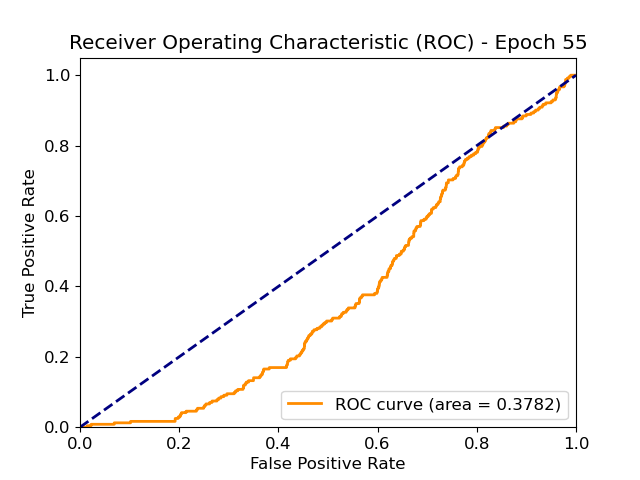 Receiver Operating Characteristic (ROC) - Epoch 55
True Positive Rate
1.0
0.8
0.6
0.4
0.2
0.0
ROC curve (area = 0.3782)
0.0 0.2 0.4 0.6 0.8 1.0
False Positive Rate